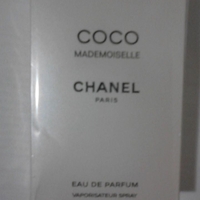 COCO
MADEMOISELLE
CHANEL
PARIS
EAU DE PARFUM
VAPORISATEUR SPRAY